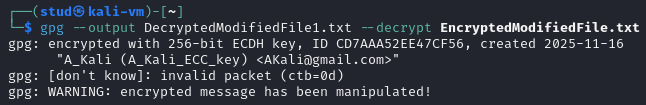 ┌──(stud㉿kali-vm)-[~]
└─$ gpg --output DecryptedModifiedFile1.txt --decrypt EncryptedModifiedFile.txt
gpg: encrypted with 256-bit ECDH key, ID CD7AAA52EE47CF56, created 2025-11-16
"A_Kali (A_Kali_ECC_key) <AKali@gmail.com>"
gpg: [don't know]: invalid packet (ctb=0d)
gpg: WARNING: encrypted message has been manipulated!